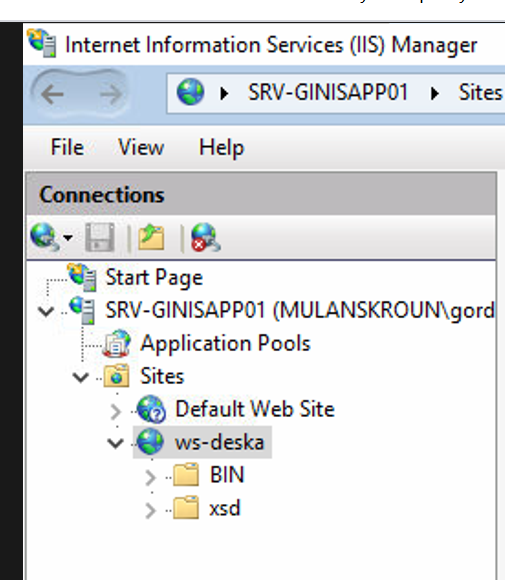 Internet Information Services (IIS) Manager
SRV-GINISAPP01 Sites
File View Help
Connections
Start Page
SRV-GINISAPP01 (MULANSKROUN\gord
Application Pools
Sites
Default Web Site
ws-deska
BIN
xsd